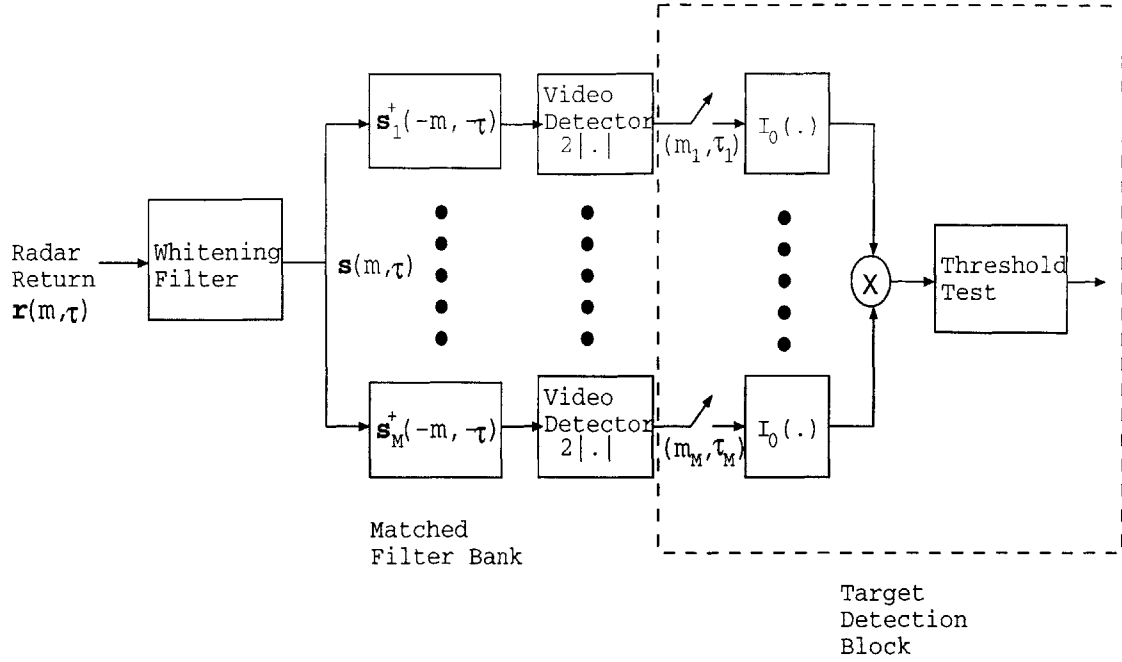 Radar
Return
r(m,τ)
Whitening
Filter
s(m,τ)
s₁⁺(-m, -τ)
Video
Detector
2|.|
(m₁,τ₁)
I₀(.)
s_M⁺(-m, -τ)
Video
Detector
2|.|
(m_M,τ_M)
I₀(.)
X
Threshold
Test
Matched
Filter Bank
Target
Detection
Block